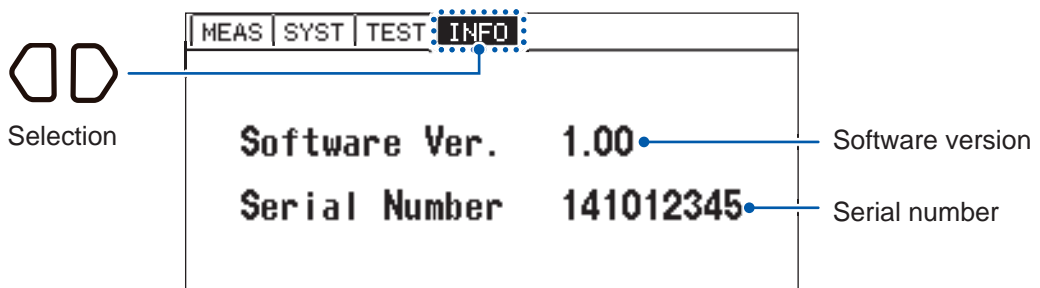 MEAS SYST TEST INFO
Selection
Software Ver. 1.00
Software version
Serial Number 141012345
Serial number